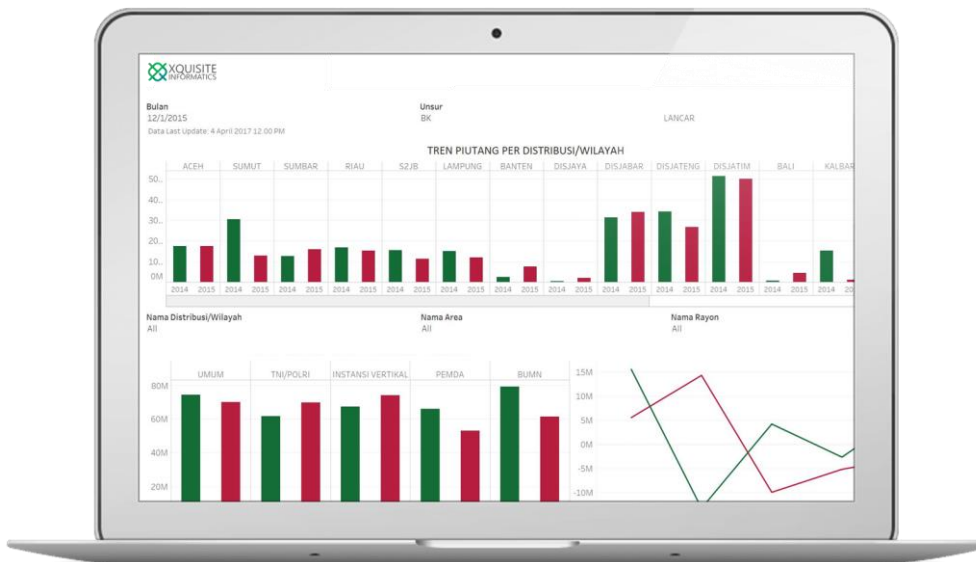 XQUISITE
INFORMATICS
Bulan
12/1/2015
Data Last Update: 4 April 2017 12:00 PM
Unsur
BK
LANCAR
TREN PIUTANG PER DISTRIBUSI/WILAYAH
ACEH SUMUT SUMBAR RIAU S2JB LAMPUNG BANTEN DISJAYA DISJABAR DISJATENG DISJATIM BALI KALBAR
50..
40..
30..
20..
10..
0M
2014 2015 2014 2015 2014 2015 2014 2015 2014 2015 2014 2015 2014 2015 2014 2015 2014 2015 2014 2015 2014 2015 2014 2015 2014 20
Nama Distribusi/Wilayah
All
Nama Area
All
Nama Rayon
All
UMUM TNI/POLRI INSTANSI VERTIKAL PEMDA BUMN
80M
60M
40M
20M
15M
10M
5M
0M
-5M
-10M